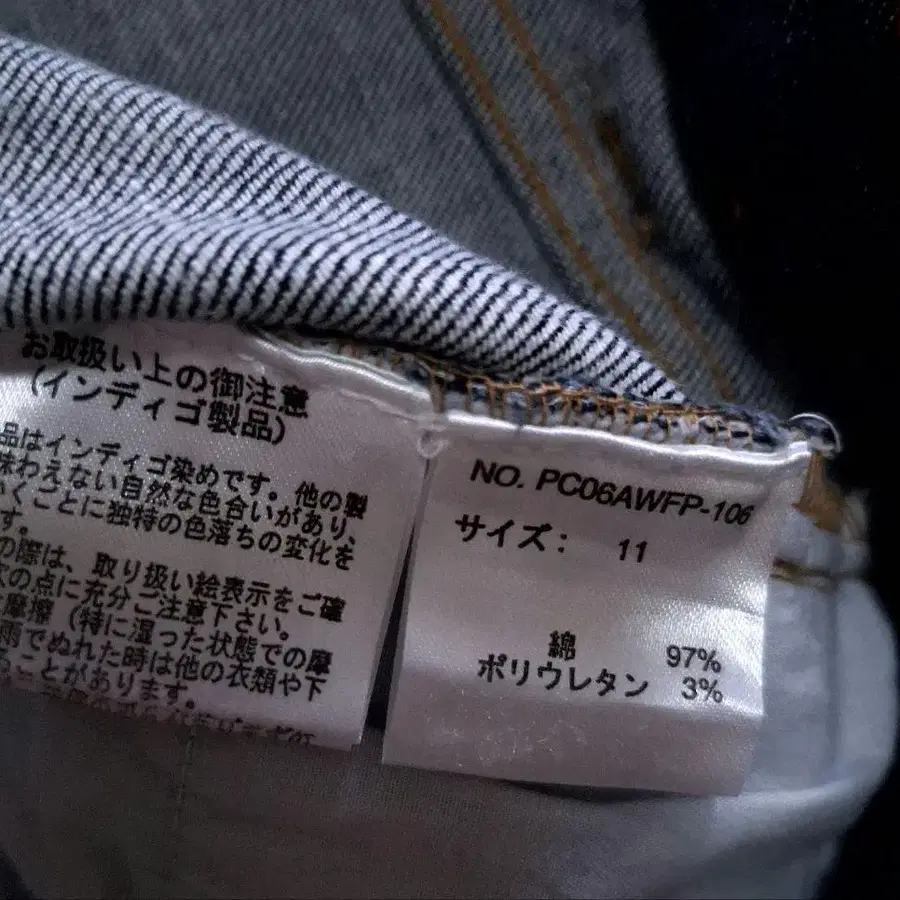 お取扱い上の御注意
(インディゴ製品)
品はインディゴ染めです。他の製
味わえない自然な色合いがあり、
くごとに独特の色落ちの変化を
す。
の際は、取り扱い絵表示をご確
次の点に充分ご注意下さい。
摩擦(特に湿った状態での摩
雨でぬれた時は他の衣類や下
ることがあります。
NO. PC06AWFP-106
サイズ: 11
綿 97%
ポリウレタン 3%